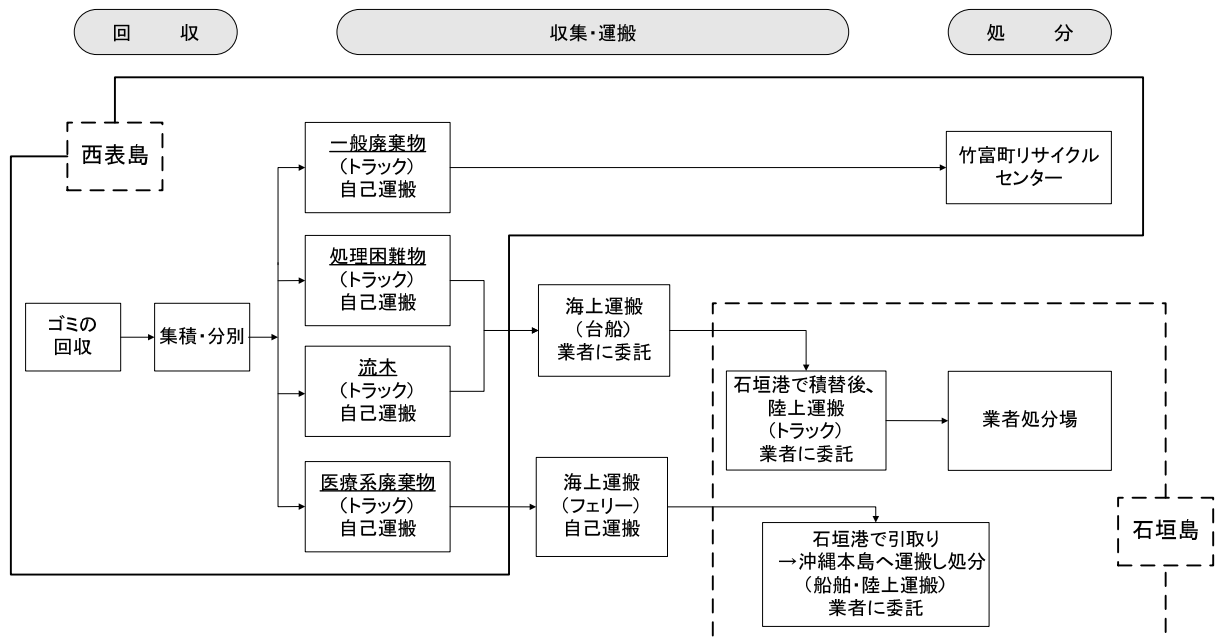 回　収
収集・運搬
処　分
西表島
一般廃棄物
（トラック）
自己運搬
竹富町リサイクル
センター
処理困難物
（トラック）
自己運搬
ゴミの
回収
集積・分別
海上運搬
（台船）
業者に委託
流木
（トラック）
自己運搬
石垣港で積替後、
陸上運搬
（トラック）
業者に委託
業者処分場
医療系廃棄物
（トラック）
自己運搬
海上運搬
（フェリー）
自己運搬
石垣港で引取り
→沖縄本島へ運搬し処分
（船舶・陸上運搬）
業者に委託
石垣島